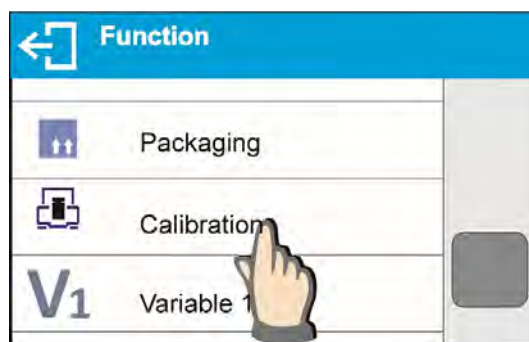 Function
Packaging
Calibration
V1
Variable 1